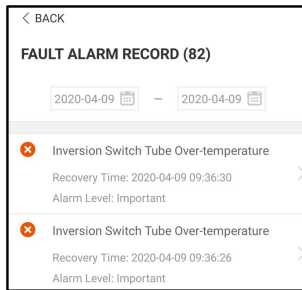 < BACK
FAULT ALARM RECORD (82)
2020-04-09 — 2020-04-09
Inversion Switch Tube Over-temperature
Recovery Time: 2020-04-09 09:36:30
Alarm Level: Important
Inversion Switch Tube Over-temperature
Recovery Time: 2020-04-09 09:36:26
Alarm Level: Important